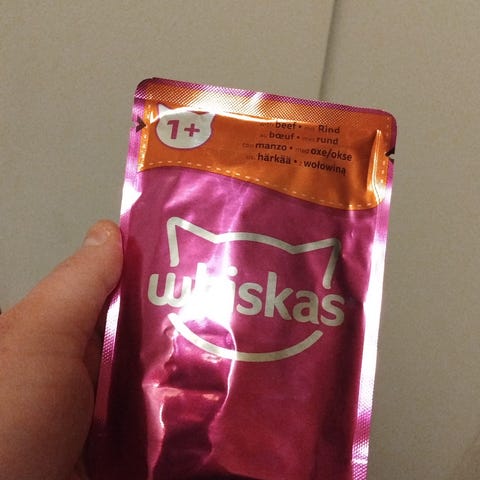 1+
beef • Rind
bœuf • rund
manzo • oxe/okse
härkää • wołowiną
whiskas